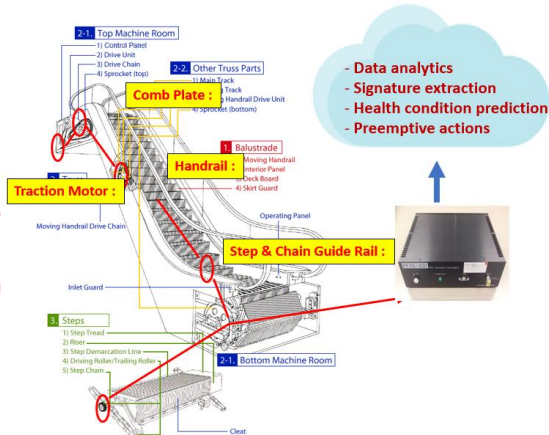 2-1. Top Machine Room
1) Control Panel
2) Drive Unit
3) Drive Chain
4) Sprocket (top)
2-2. Other Truss Parts
1) Main Track
Track
Handrail Drive Unit
4) Sprocket (bottom)
Comb Plate :
1. Balustrade
Moving Handrail
Interior Panel
Deck Board
4) Skirt Guard
Handrail :
2.
Traction Motor :
Moving Handrail Drive Chain
Operating Panel
Step & Chain Guide Rail :
Inlet Guard
3. Steps
1) Step Tread
2) Riser
3) Step Demarcation Line
4) Driving Roller/Trailing Roller
5) Step Chain
2-1. Bottom Machine Room
Cleat
- Data analytics
- Signature extraction
- Health condition prediction
- Preemptive actions